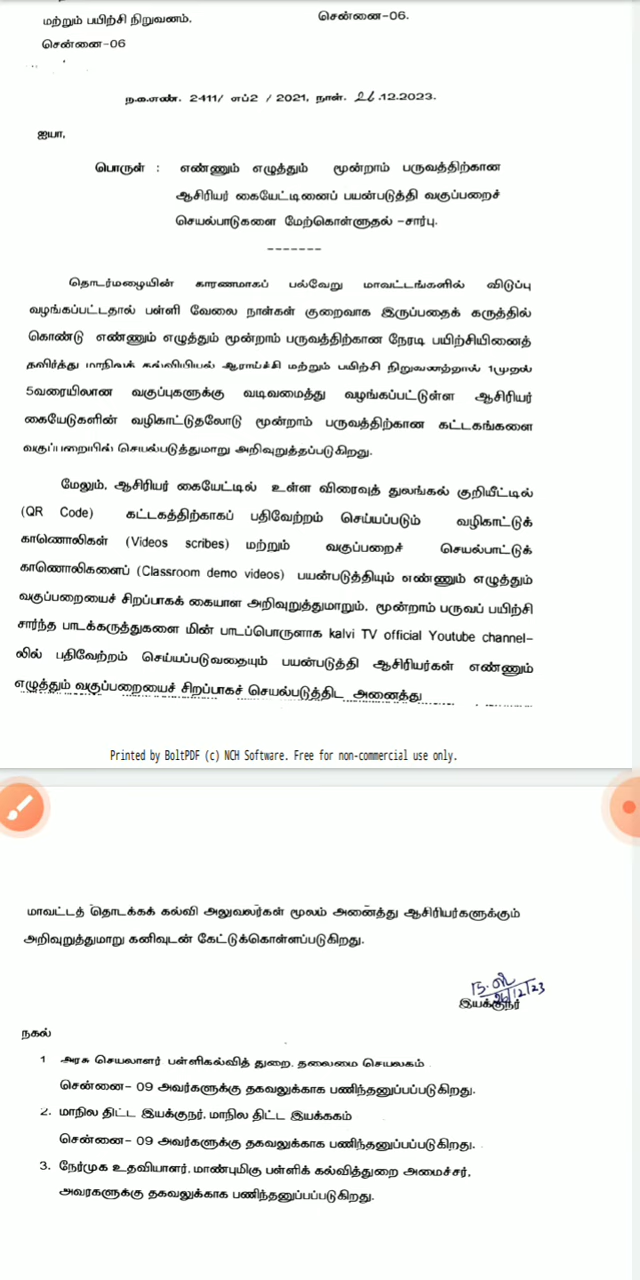 மற்றும் பயிற்சி நிறுவனம், சென்னை-06.
சென்னை-06
ந.க.எண். 2411/ எப்2 / 2021, நாள். 26.12.2023.
ஐயா,
பொருள் : எண்ணும் எழுத்தும் மூன்றாம் பருவத்திற்கான
ஆசிரியர் கையேட்டினைப் பயன்படுத்தி வகுப்பறைச்
செயல்பாடுகளை மேற்கொள்ளுதல் -சார்பு.
-------
தொடர்மழையின் காரணமாகப் பல்வேறு மாவட்டங்களில் விடுப்பு
வழங்கப்பட்டதால் பள்ளி வேலை நாள்கள் குறைவாக இருப்பதைக் கருத்தில்
கொண்டு எண்ணும் எழுத்தும் மூன்றாம் பருவத்திற்கான நேரடி பயிற்சியினைத்
தவிர்த்து மாநிலக் கல்வியியல் ஆராய்ச்சி மற்றும் பயிற்சி நிறுவனத்தால் 1முதல்
5வரையிலான வகுப்புகளுக்கு வடிவமைத்து வழங்கப்பட்டுள்ள ஆசிரியர்
கையேடுகளின் வழிகாட்டுதலோடு மூன்றாம் பருவத்திற்கான கட்டகங்களை
வகுப்பறையில் செயல்படுத்துமாறு அறிவுறுத்தப்படுகிறது.
மேலும், ஆசிரியர் கையேட்டில் உள்ள விரைவுத் துலங்கல் குறியீட்டில்
(QR Code) கட்டகத்திற்காகப் பதிவேற்றம் செய்யப்படும் வழிகாட்டுக்
காணொலிகள் (Videos scribes) மற்றும் வகுப்பறைச் செயல்பாட்டுக்
காணொலிகளைப் (Classroom demo videos) பயன்படுத்தியும் எண்ணும் எழுத்தும்
வகுப்பறையைச் சிறப்பாகக் கையாள அறிவுறுத்துமாறும், மூன்றாம் பருவப் பயிற்சி
சார்ந்த பாடக்கருத்துகளை மின் பாடப்பொருளாக kalvi TV official Youtube channel-
லில் பதிவேற்றம் செய்யப்படுவதையும் பயன்படுத்தி ஆசிரியர்கள் எண்ணும்
எழுத்தும் வகுப்பறையைச் சிறப்பாகச் செயல்படுத்திட அனைத்து
Printed by BoltPDF (c) NCH Software. Free for non-commercial use only.
மாவட்டத் தொடக்கக் கல்வி அலுவலர்கள் மூலம் அனைத்து ஆசிரியர்களுக்கும்
அறிவுறுத்துமாறு கனிவுடன் கேட்டுக்கொள்ளப்படுகிறது.
26/12/23
இயக்குநர்
நகல்
1 அரசு செயலாளர் பள்ளிகல்வித் துறை, தலைமை செயலகம்
சென்னை- 09 அவர்களுக்கு தகவலுக்காக பணிந்தனுப்பப்படுகிறது.
2. மாநில திட்ட இயக்குநர், மாநில திட்ட இயக்ககம்
சென்னை- 09 அவர்களுக்கு தகவலுக்காக பணிந்தனுப்பப்படுகிறது.
3. நேர்முக உதவியாளர், மாண்புமிகு பள்ளிக் கல்வித்துறை அமைச்சர்,
அவரகளுக்கு தகவலுக்காக பணிந்தனுப்பப்படுகிறது.